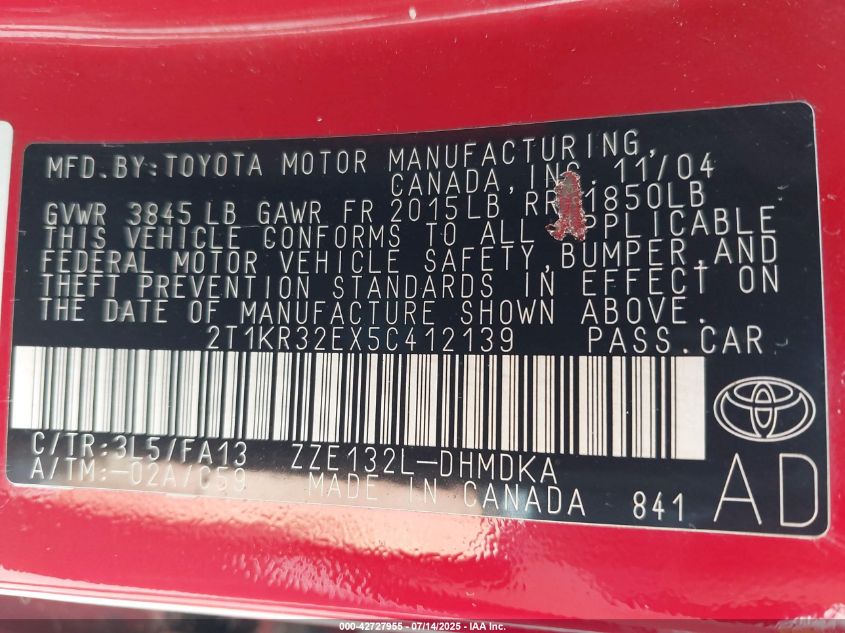 MFD. BY: TOYOTA MOTOR MANUFACTURING,
CANADA, INC. 11/04
GVWR 3845 LB GAWR FR 2015LB RR 1850LB
THIS VEHICLE CONFORMS TO ALL APPLICABLE
FEDERAL MOTOR VEHICLE SAFETY, BUMPER, AND
THEFT PREVENTION STANDARDS IN EFFECT ON
THE DATE OF MANUFACTURE SHOWN ABOVE.
2T1KR32EX5C412139 PASS. CAR
C/TR: 3L5/FA13 ZZE132L-DHMDKA
A/TM: -02A/C59 MADE IN CANADA 841
AD
000-42727955 - 07/14/2025 - IAA Inc.